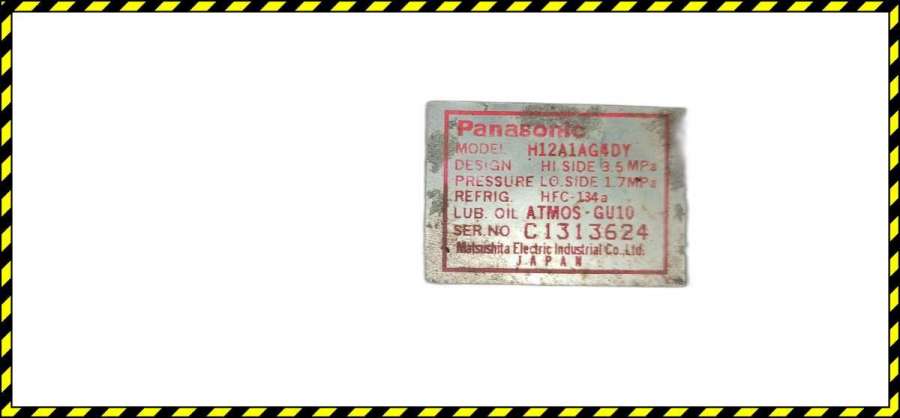 Panasonic
MODEL H12A1AG4DY
DESIGN HI SIDE 3.5 MPa
PRESSURE LO.SIDE 1.7MPa
REFRIG. HFC-134a
LUB. OIL ATMOS-GU10
SER.NO C1313624
Matsushita Electric Industrial Co.,Ltd.
JAPAN